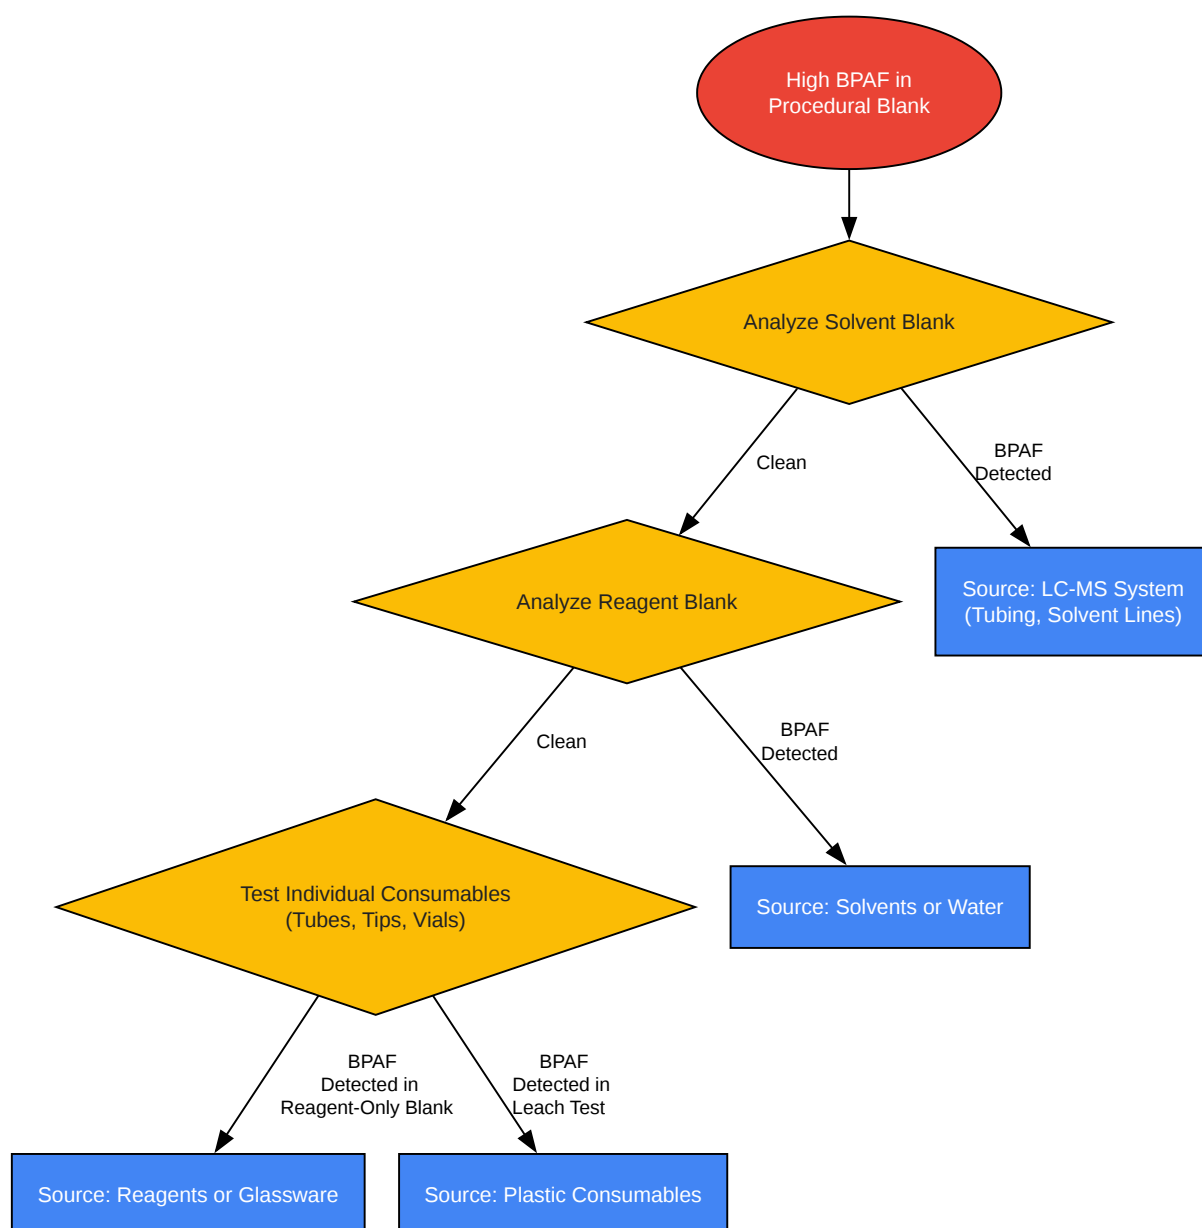 High BPAF in
Procedural Blank
Analyze Solvent Blank
Clean
BPAF
Detected
Analyze Reagent Blank
Source: LC-MS System
(Tubing, Solvent Lines)
Clean
BPAF
Detected
Test Individual Consumables
(Tubes, Tips, Vials)
Source: Solvents or Water
BPAF
Detected in
Reagent-Only Blank
BPAF
Detected in
Leach Test
Source: Reagents or Glassware
Source: Plastic Consumables